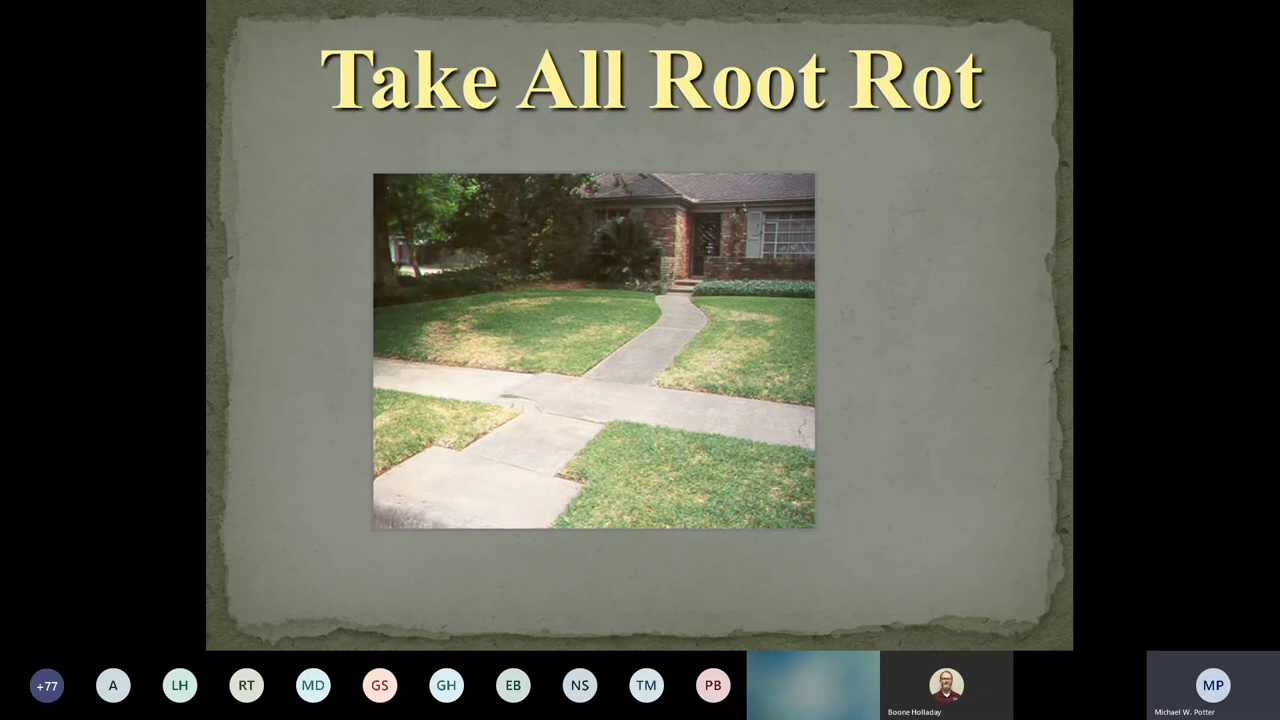 Take All Root Rot
+77
A
LH
RT
MD
GS
GH
EB
NS
TM
PB
Boone Holladay
MP
Michael W. Potter